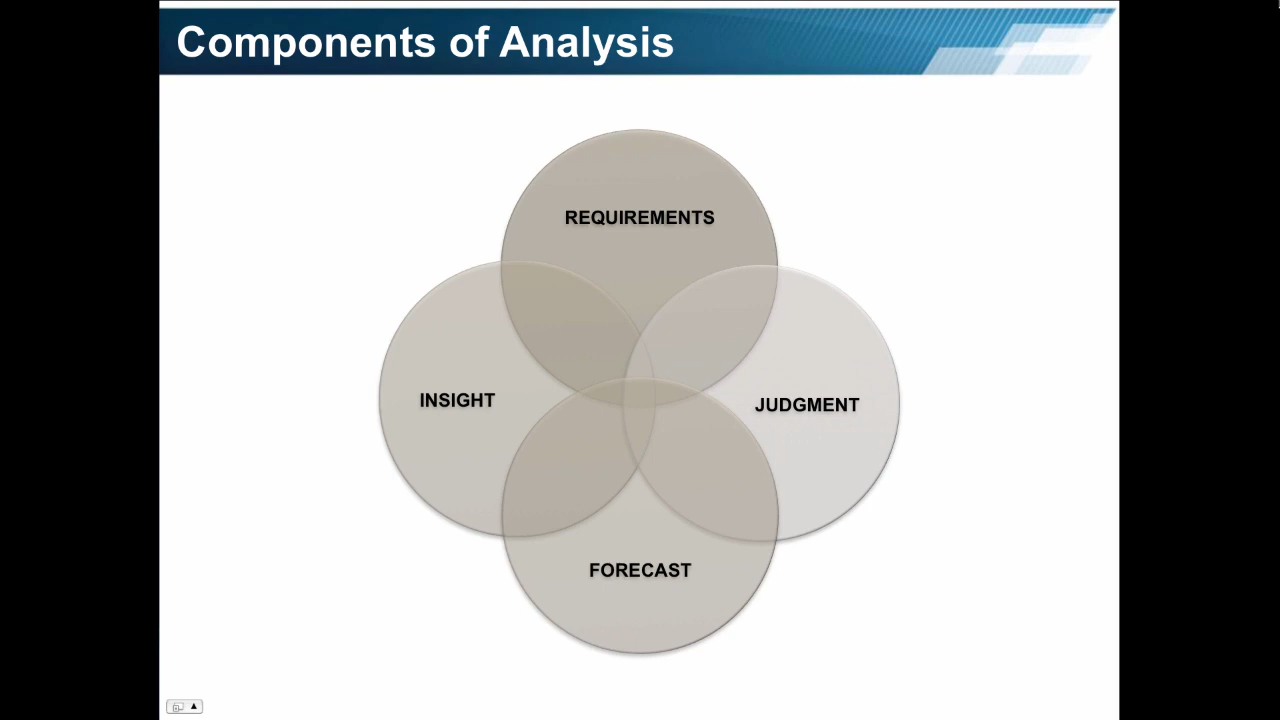 Components of Analysis
REQUIREMENTS
INSIGHT
JUDGMENT
FORECAST